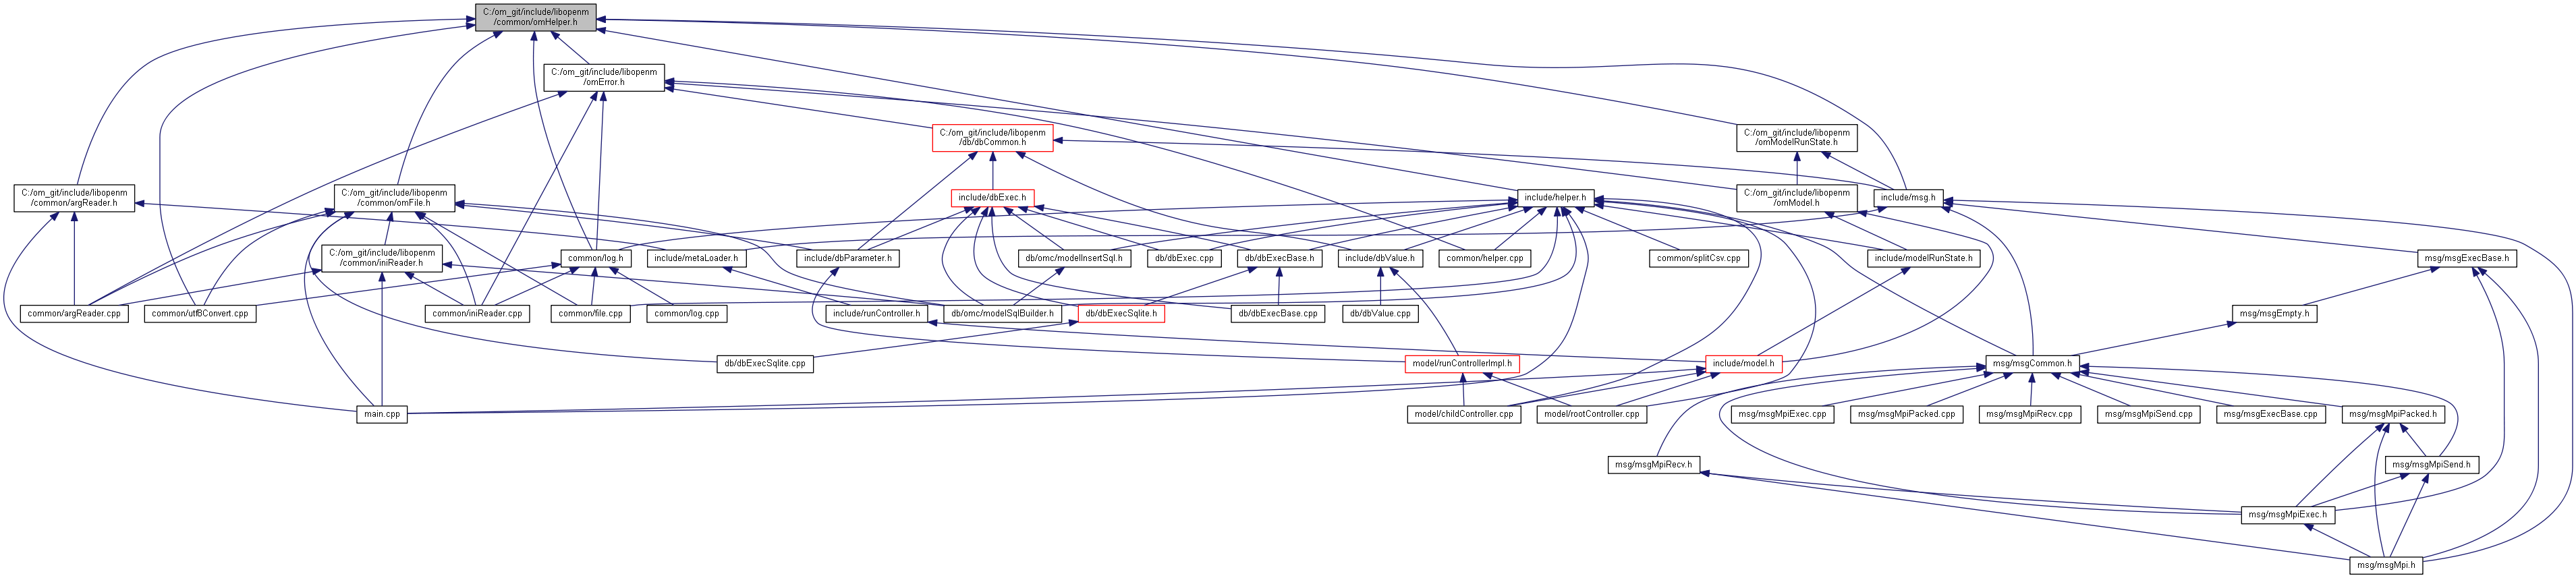 C:/om_git/include/libopenm
/common/omHelper.h
C:/om_git/include/libopenm
/omError.h
C:/om_git/include/libopenm
/db/dbCommon.h
C:/om_git/include/libopenm
/omModelRunState.h
C:/om_git/include/libopenm
/common/argReader.h
C:/om_git/include/libopenm
/common/omFile.h
include/dbExec.h
include/helper.h
C:/om_git/include/libopenm
/omModel.h
include/msg.h
C:/om_git/include/libopenm
/common/iniReader.h
common/log.h
include/metaLoader.h
include/dbParameter.h
db/omc/modelInsertSql.h
db/dbExec.cpp
db/dbExecBase.h
include/dbValue.h
common/helper.cpp
common/splitCsv.cpp
include/modelRunState.h
msg/msgExecBase.h
common/argReader.cpp
common/utf8Convert.cpp
common/iniReader.cpp
common/file.cpp
common/log.cpp
include/runController.h
db/omc/modelSqlBuilder.h
db/dbExecSqlite.h
db/dbExecBase.cpp
db/dbValue.cpp
msg/msgEmpty.h
db/dbExecSqlite.cpp
model/runControllerImpl.h
include/model.h
msg/msgCommon.h
main.cpp
model/childController.cpp
model/rootController.cpp
msg/msgMpiExec.cpp
msg/msgMpiPacked.cpp
msg/msgMpiRecv.cpp
msg/msgMpiSend.cpp
msg/msgExecBase.cpp
msg/msgMpiPacked.h
msg/msgMpiRecv.h
msg/msgMpiSend.h
msg/msgMpiExec.h
msg/msgMpi.h